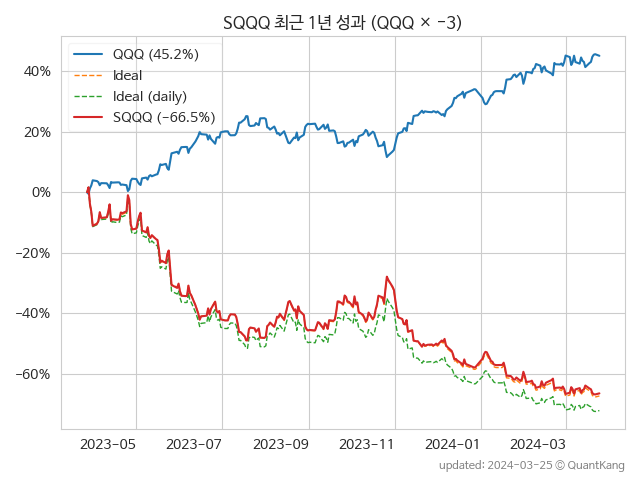 SQQQ 최근 1년 성과 (QQQ × −3)
QQQ (45.2%)
Ideal
Ideal (daily)
SQQQ (−66.5%)
40%
20%
0%
−20%
−40%
−60%
2023−05 2023−07 2023−09 2023−11 2024−01 2024−03
updated: 2024−03−25 © QuantKang